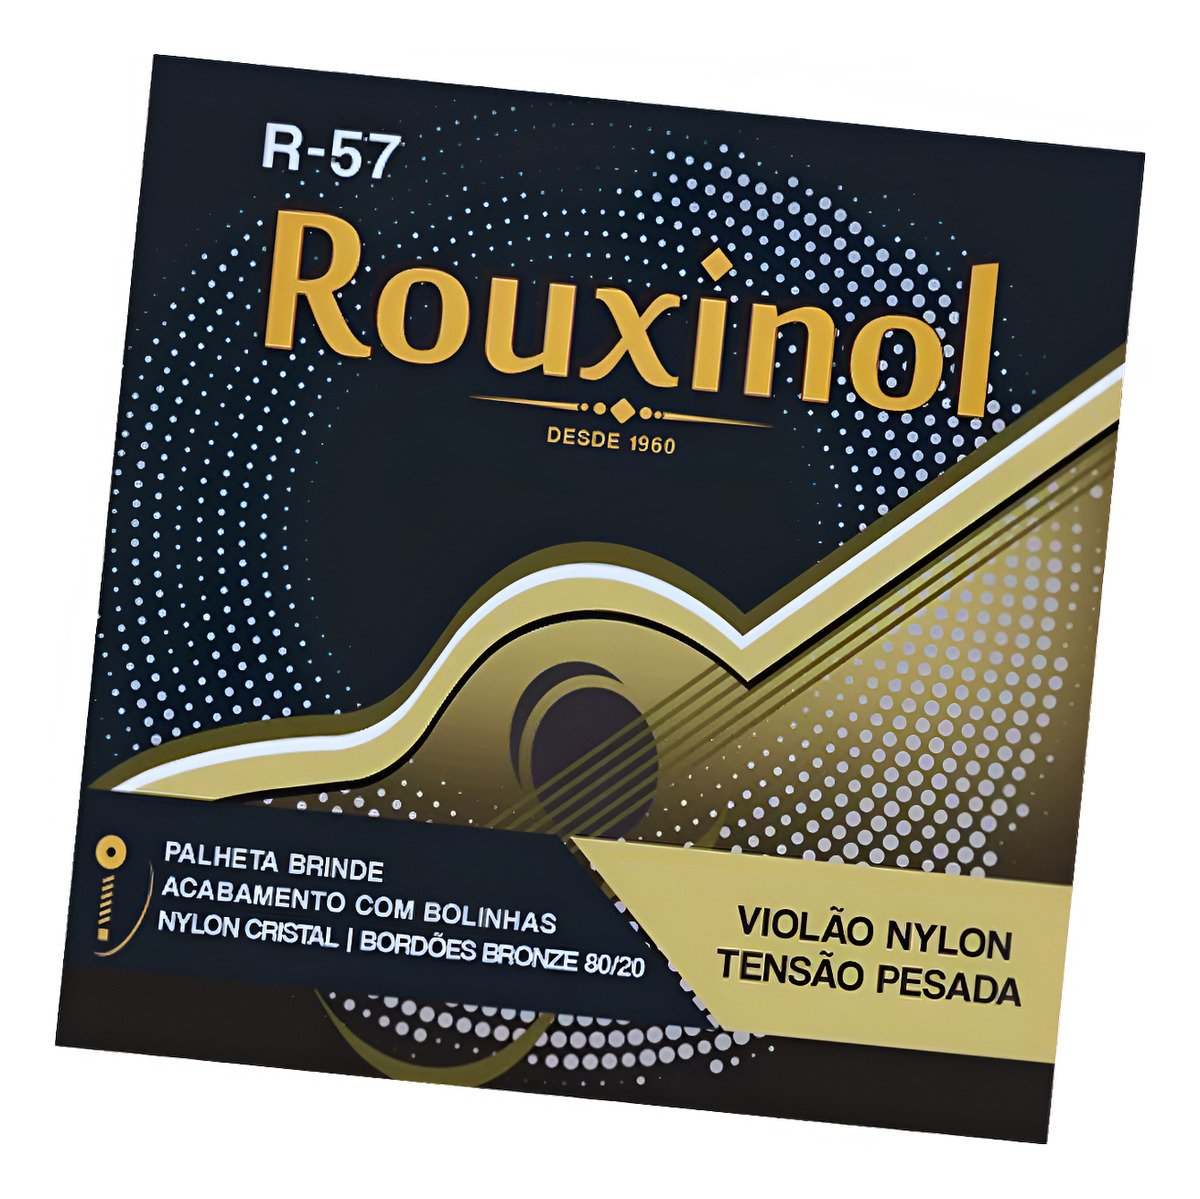 R-57
Rouxinol
DESDE 1960
PALHETA BRINDE
ACABAMENTO COM BOLINHAS
NYLON CRISTAL | BORDÕES BRONZE 80/20
VIOLÃO NYLON
TENSÃO PESADA